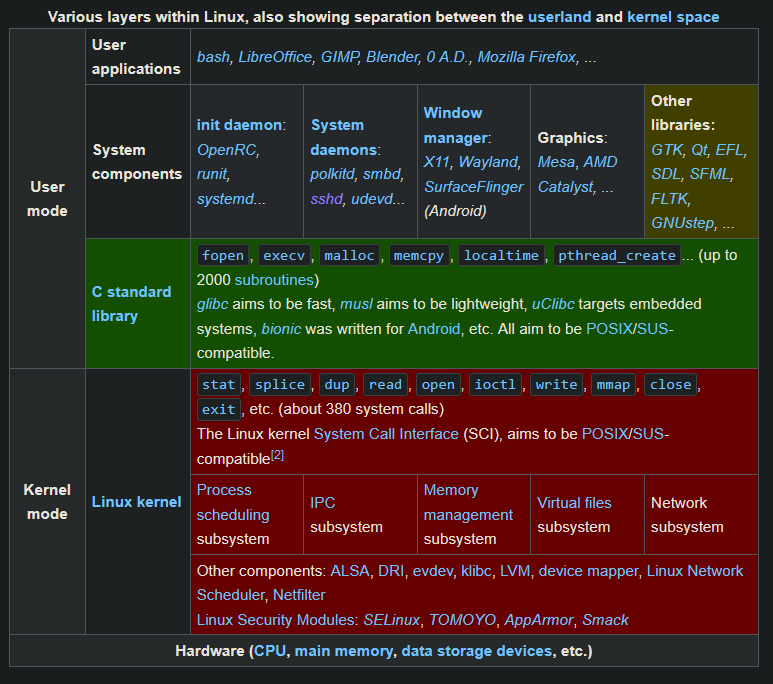 Various layers within Linux, also showing separation between the userland and kernel space
User mode
User applications
bash, LibreOffice, GIMP, Blender, 0 A.D., Mozilla Firefox, ...
System components
init daemon:
OpenRC,
runit,
systemd...
System
daemons:
polkitd, smbd,
sshd, udevd...
Window
manager:
X11, Wayland,
SurfaceFlinger
(Android)
Graphics:
Mesa, AMD
Catalyst, ...
Other
libraries:
GTK, Qt, EFL,
SDL, SFML,
FLTK,
GNUstep, ...
C standard
library
fopen, execv, malloc, memcpy, localtime, pthread_create... (up to
2000 subroutines)
glibc aims to be fast, musl aims to be lightweight, uClibc targets embedded
systems, bionic was written for Android, etc. All aim to be POSIX/SUS-
compatible.
Kernel
mode
Linux kernel
stat, splice, dup, read, open, ioctl, write, mmap, close,
exit, etc. (about 380 system calls)
The Linux kernel System Call Interface (SCI), aims to be POSIX/SUS-
compatible[2]
Process
scheduling
subsystem
IPC
subsystem
Memory
management
subsystem
Virtual files
subsystem
Network
subsystem
Other components: ALSA, DRI, evdev, klibc, LVM, device mapper, Linux Network
Scheduler, Netfilter
Linux Security Modules: SELinux, TOMOYO, AppArmor, Smack
Hardware (CPU, main memory, data storage devices, etc.)